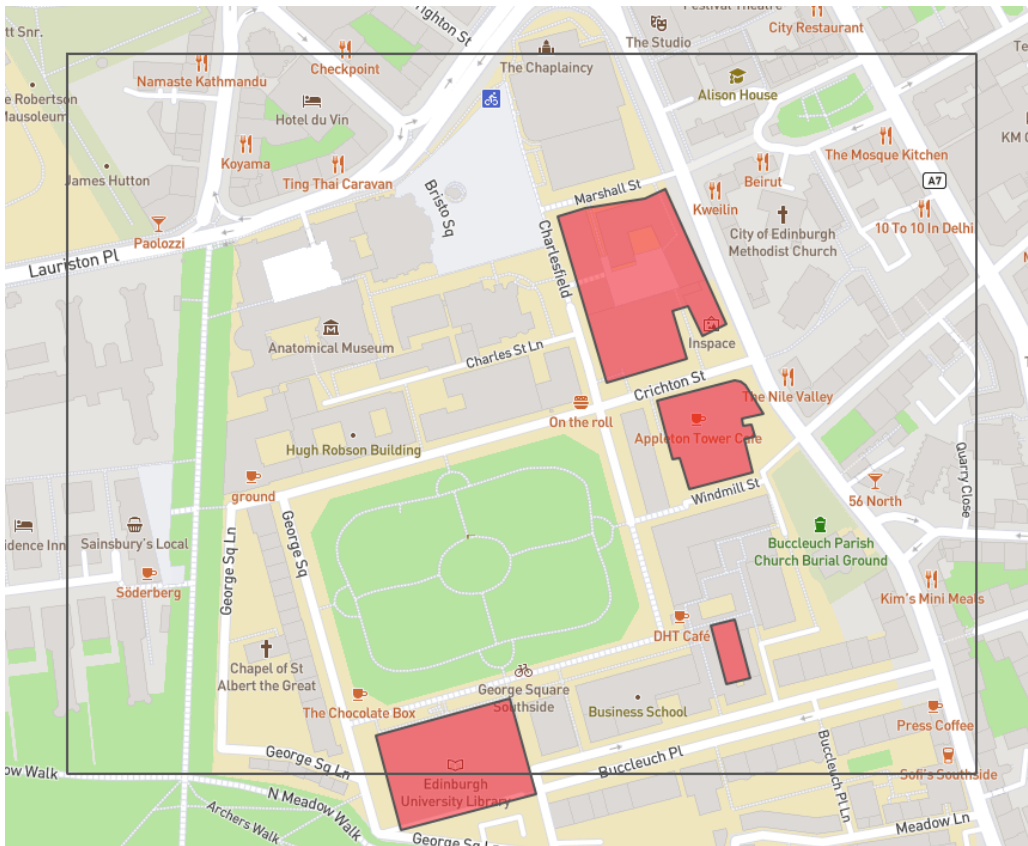 ighton St
Festival Theatre
City Restaurant
tt Snr.
The Studio
Te
Checkpoint
The Chaplaincy
Namaste Kathmandu
Alison House
e Robertson
Mausoleum
Hotel du Vin
KM
The Mosque Kitchen
Koyama
James Hutton
Ting Thai Caravan
Marshall St
Beirut
A7
Bristo Sq
Kweilin
City of Edinburgh
Methodist Church
10 To 10 In Delhi
Paolozzi
Lauriston Pl
Charlesfield
Anatomical Museum
Charles St Ln
Inspace
Crichton St
The Nile Valley
On the roll
Appleton Tower Cafe
Hugh Robson Building
Quarry Close
ground
Windmill St
56 North
George Sq
idence Inn
Sainsbury's Local
Buccleuch Parish
Church Burial Ground
George Sq Ln
Söderberg
Kim's Mini Meals
DHT Café
Chapel of St
Albert the Great
George Square
Southside
The Chocolate Box
Business School
Press Coffee
George Sq Ln
Buccleuch Pl
Buccleuch Pl Ln
ow Walk
Edinburgh
University Library
Sofi's Southside
N Meadow Walk
Archers Walk
George Sq Ln
Meadow Ln